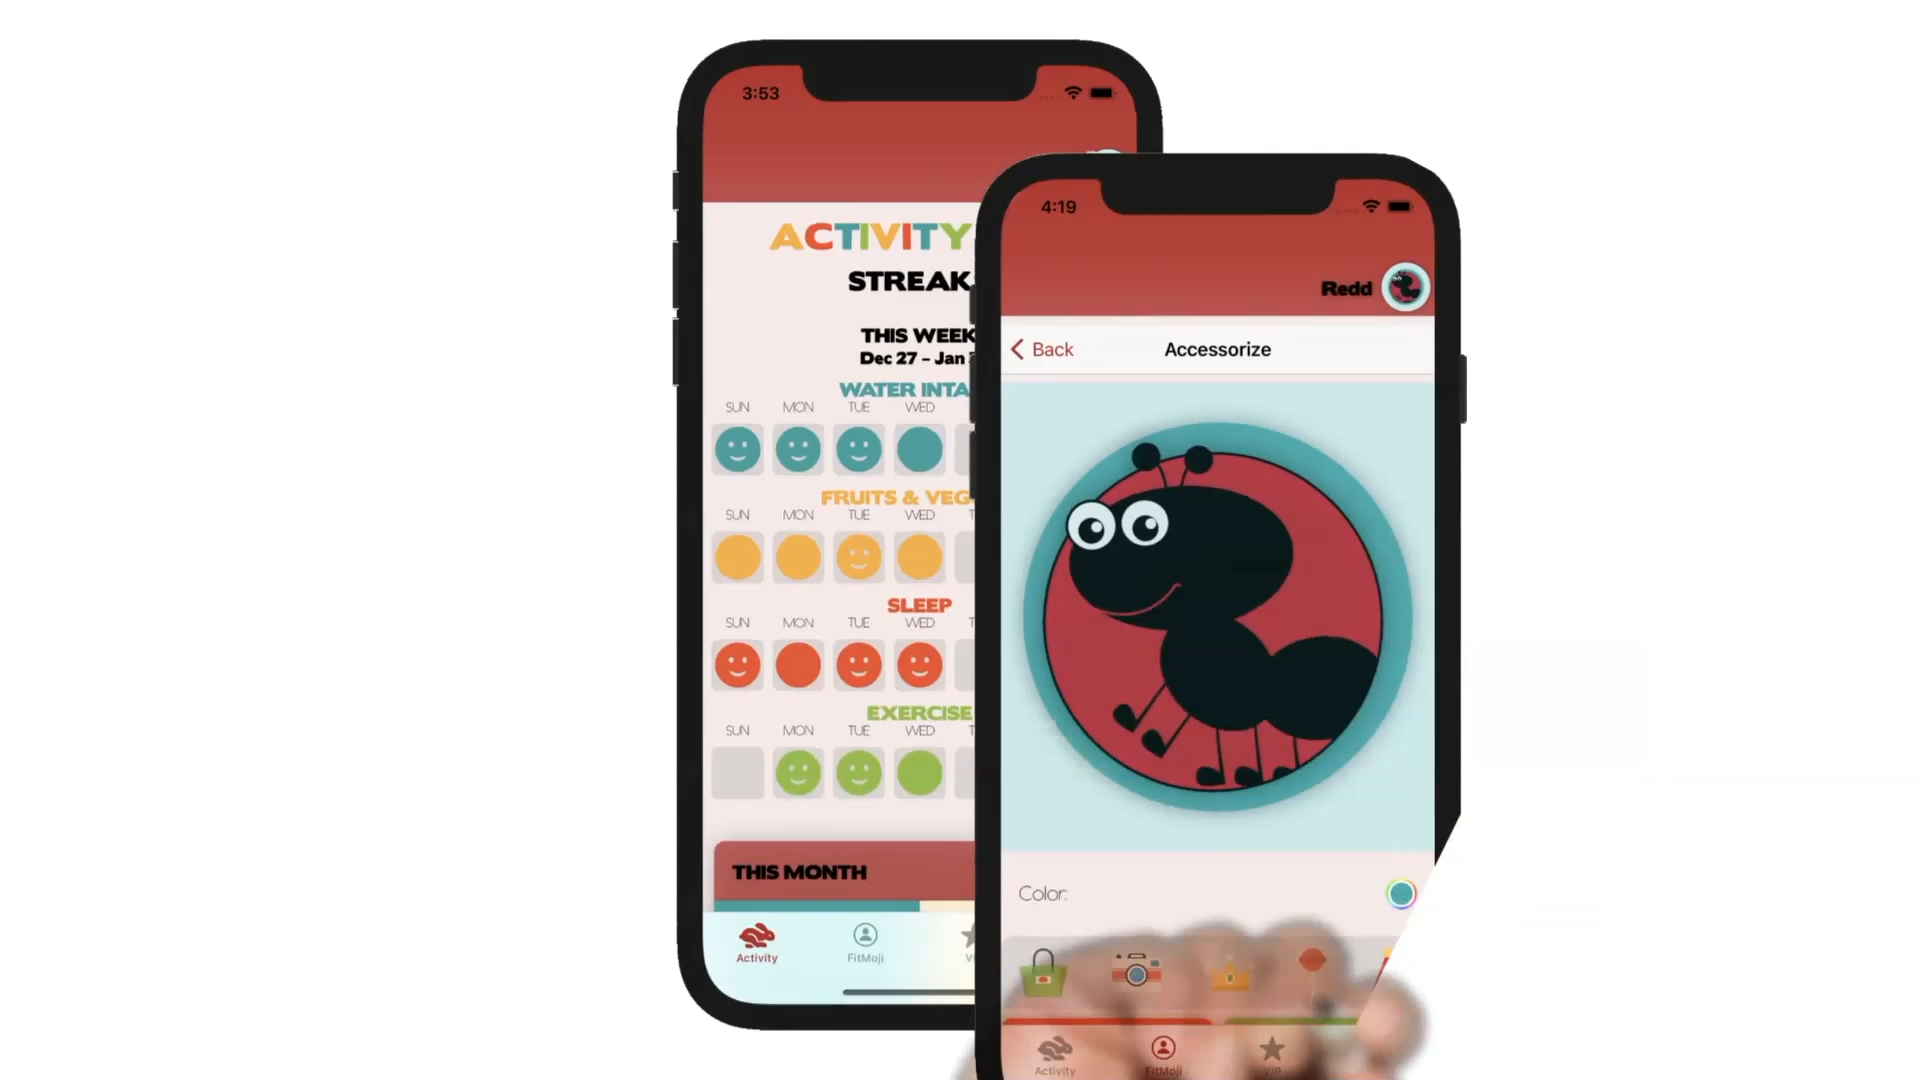 3:53
ACTIVITY
STREAK
THIS WEEK
Dec 27 – Jan
WATER INTA
SUN MON TUE WED
FRUITS & VEG
SUN MON TUE WED
SLEEP
SUN MON TUE WED T
EXERCISE
SUN MON TUE WED T
THIS MONTH
Activity FitMoji
4:19
Redd
Back Accessorize
Color:
Activity FitMoji VIP